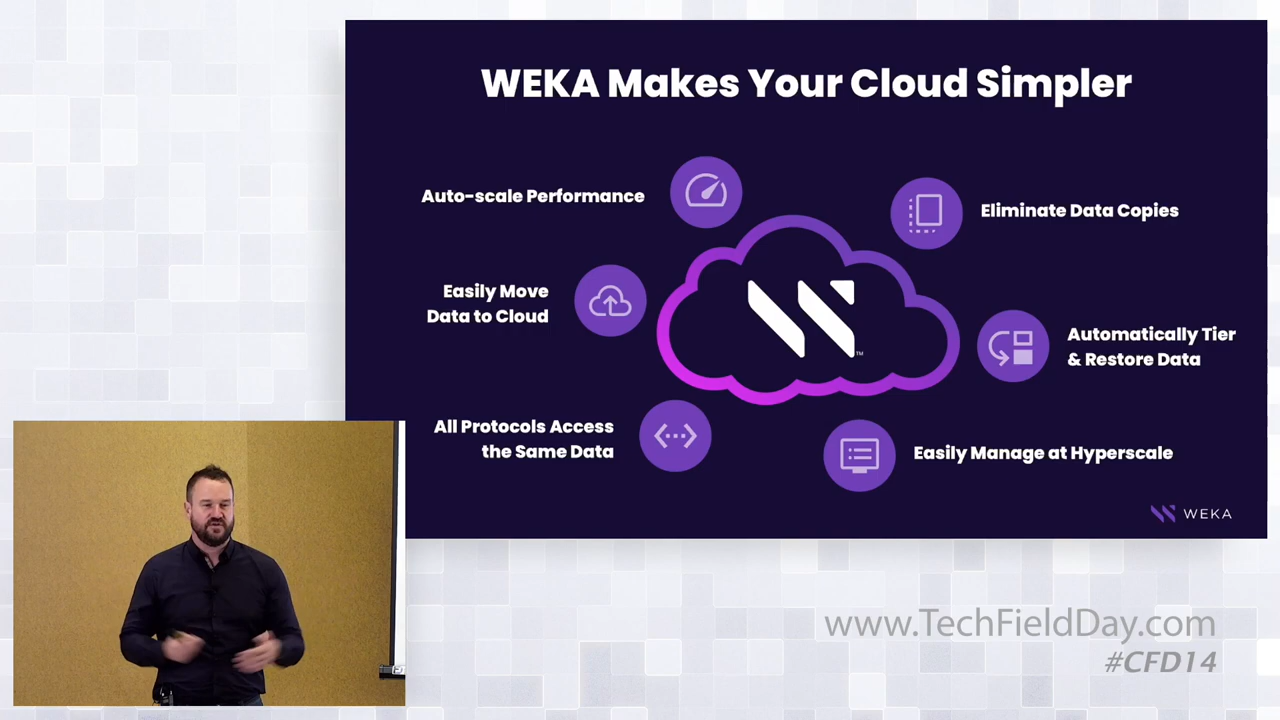 WEKA Makes Your Cloud Simpler
Auto-scale Performance
Eliminate Data Copies
Easily Move
Data to Cloud
Automatically Tier
& Restore Data
All Protocols Access
the Same Data
Easily Manage at Hyperscale
TM
WEKA
www.TechFieldDay.com
#CFD14